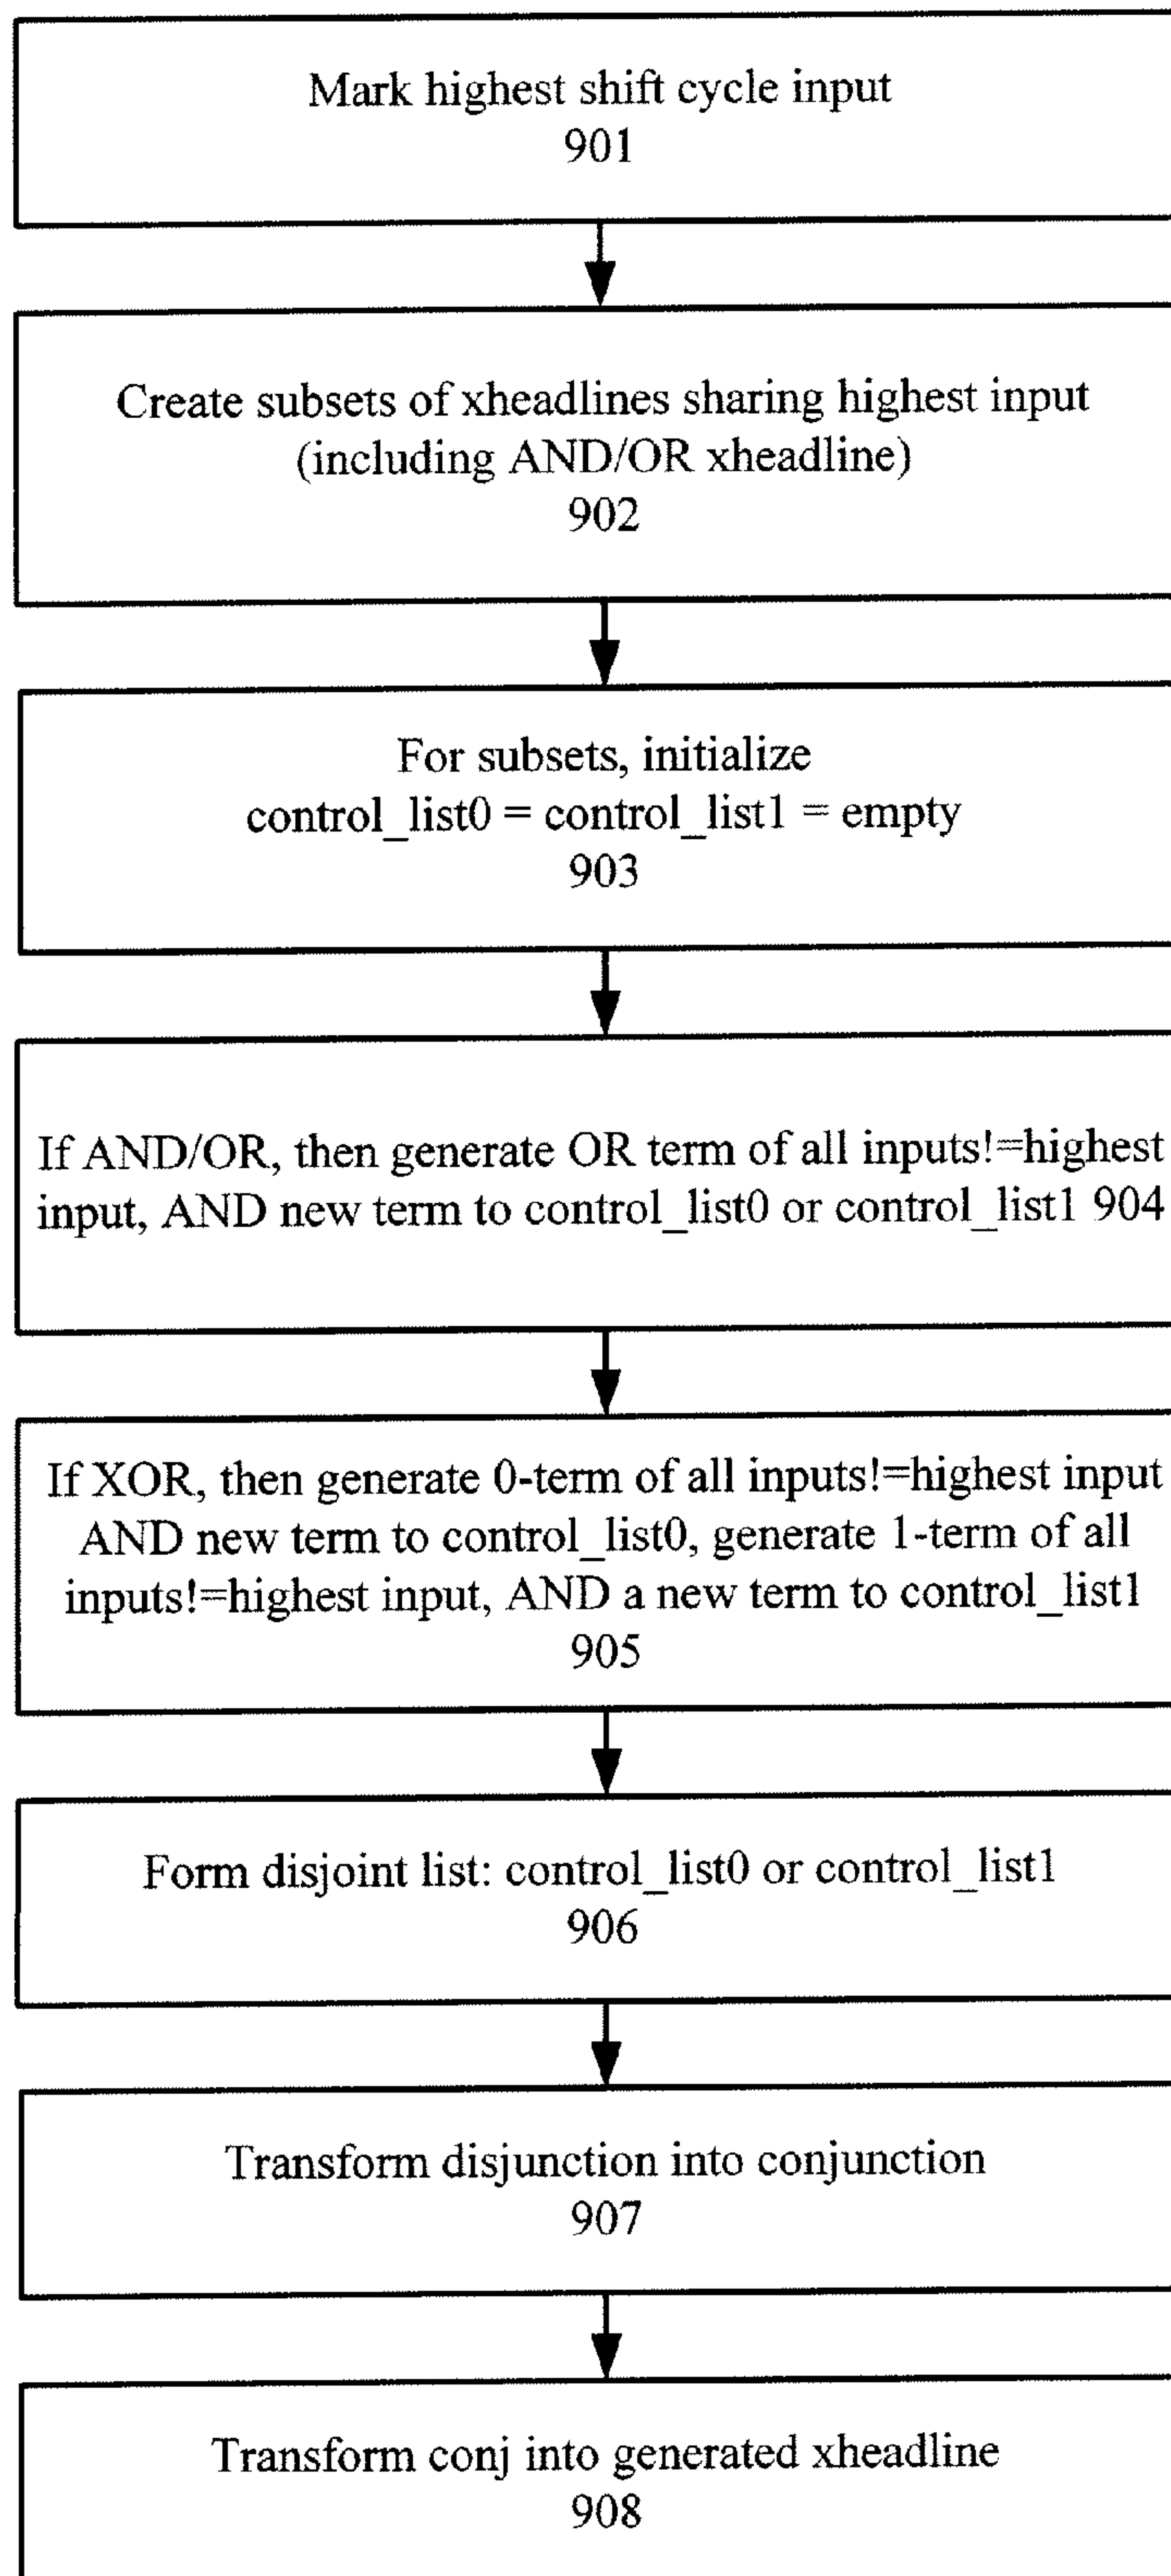 Mark highest shift cycle input
901
Create subsets of xheadlines sharing highest input
(including AND/OR xheadline)
902
For subsets, initialize
control_list0 = control_list1 = empty
903
If AND/OR, then generate OR term of all inputs!=highest
input, AND new term to control_list0 or control_list1 904
If XOR, then generate 0-term of all inputs!=highest input
AND new term to control_list0, generate 1-term of all
inputs!=highest input, AND a new term to control_list1
905
Form disjoint list: control_list0 or control_list1
906
Transform disjunction into conjunction
907
Transform conj into generated xheadline
908